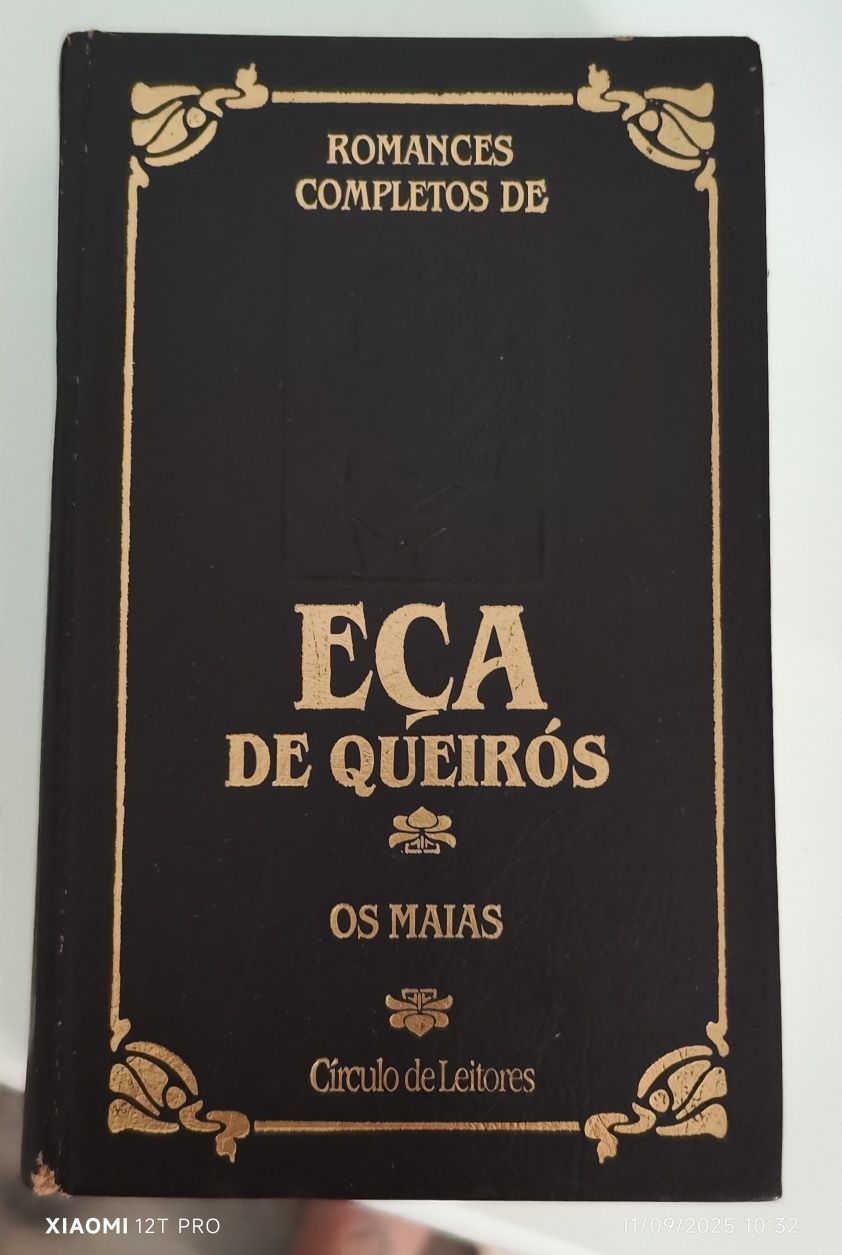 ROMANCES
COMPLETOS DE
EÇA
DE QUEIRÓS
OS MAIAS
Círculo de Leitores
XIAOMI 12T PRO
11/09/2025 10:32